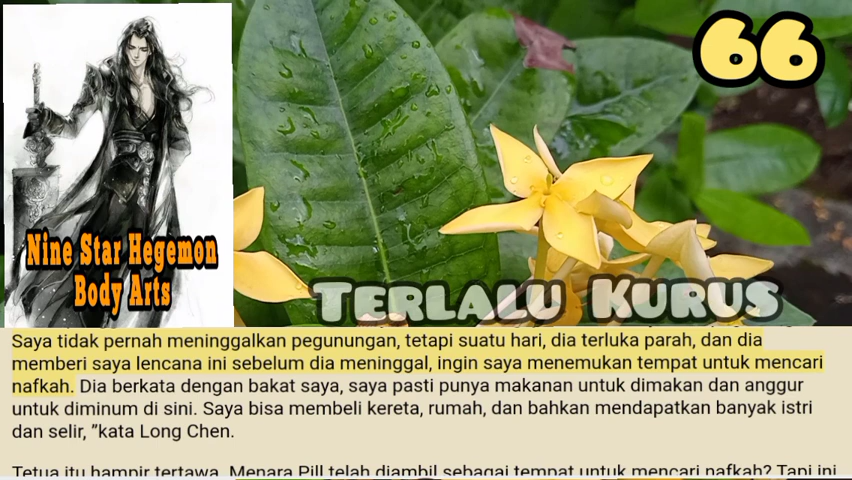 66
Nine Star Hegemon
Body Arts
TERLALU KURUS
Saya tidak pernah meninggalkan pegunungan, tetapi suatu hari, dia terluka parah, dan dia
memberi saya lencana ini sebelum dia meninggal, ingin saya menemukan tempat untuk mencari
nafkah. Dia berkata dengan bakat saya, saya pasti punya makanan untuk dimakan dan anggur
untuk diminum di sini. Saya bisa membeli kereta, rumah, dan bahkan mendapatkan banyak istri
dan selir, ”kata Long Chen.
Tetua itu hampir tertawa. Menara Pill telah diambil sebagai tempat untuk mencari nafkah? Tapi ini